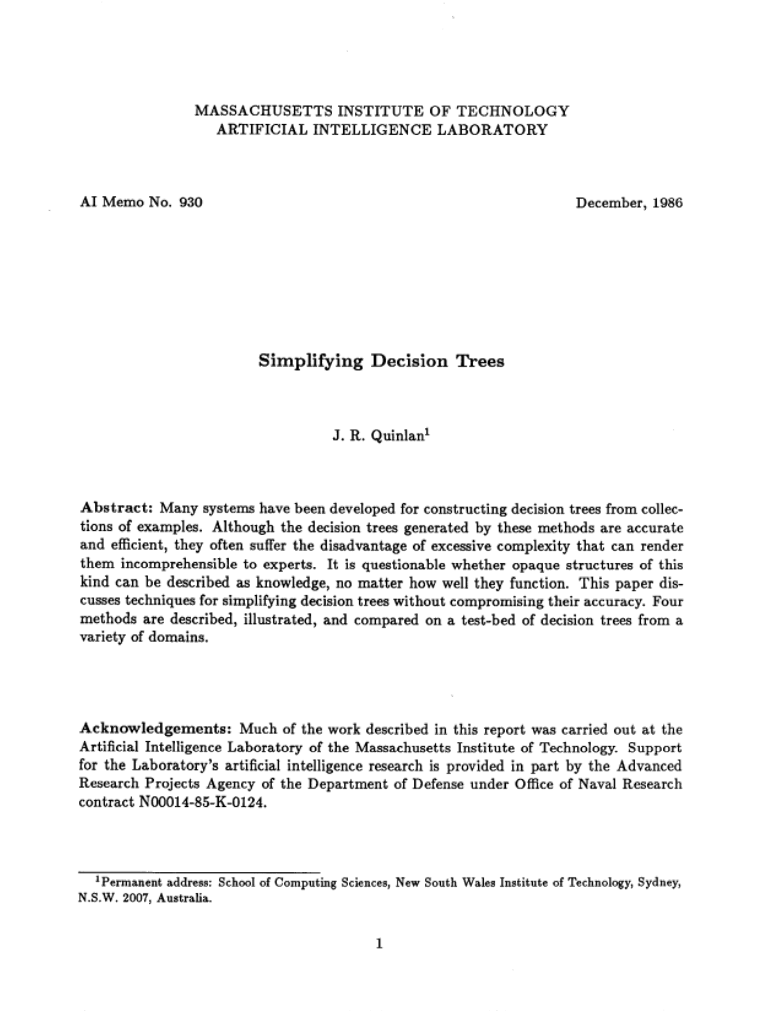 MASSACHUSETTS INSTITUTE OF TECHNOLOGY
ARTIFICIAL INTELLIGENCE LABORATORY
AI Memo No. 930 December, 1986
Simplifying Decision Trees
J. R. Quinlan¹
Abstract: Many systems have been developed for constructing decision trees from collec-
tions of examples. Although the decision trees generated by these methods are accurate
and efficient, they often suffer the disadvantage of excessive complexity that can render
them incomprehensible to experts. It is questionable whether opaque structures of this
kind can be described as knowledge, no matter how well they function. This paper dis-
cusses techniques for simplifying decision trees without compromising their accuracy. Four
methods are described, illustrated, and compared on a test-bed of decision trees from a
variety of domains.
Acknowledgements: Much of the work described in this report was carried out at the
Artificial Intelligence Laboratory of the Massachusetts Institute of Technology. Support
for the Laboratory's artificial intelligence research is provided in part by the Advanced
Research Projects Agency of the Department of Defense under Office of Naval Research
contract N00014-85-K-0124.
¹Permanent address: School of Computing Sciences, New South Wales Institute of Technology, Sydney,
N.S.W. 2007, Australia.
1